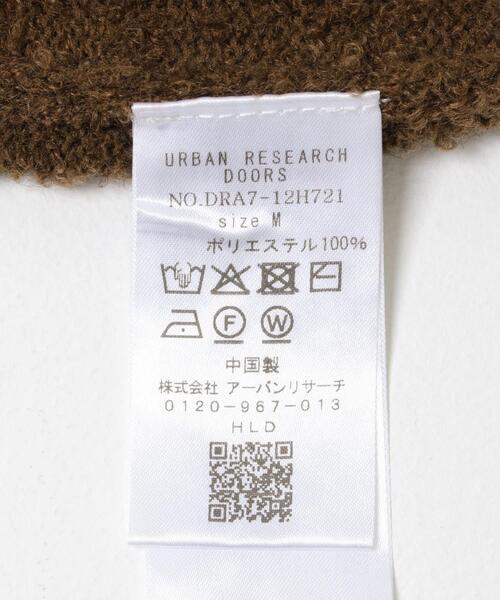 URBAN RESEARCH
DOORS
NO.DRA7-12H721
size M
ポリエステル100%
F W
中国製
株式会社 アーバンリサーチ
0120-967-013
HLD